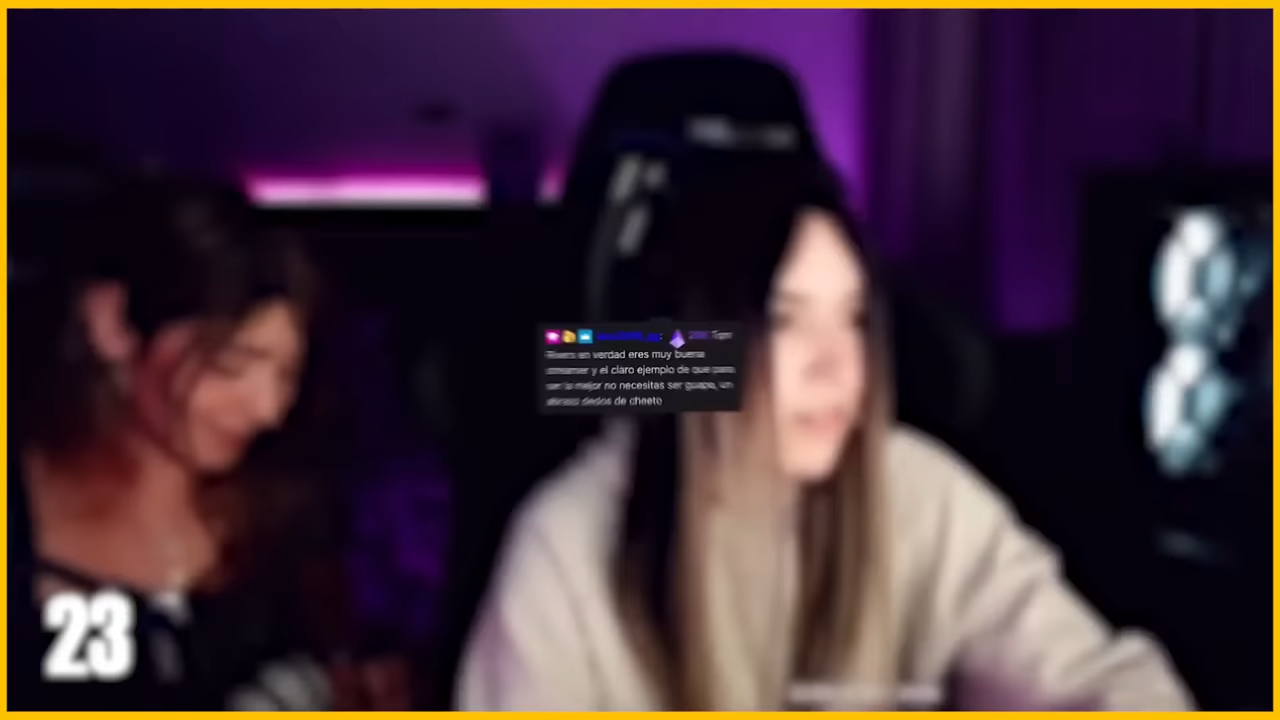 Rivers en verdad eres muy buena
streamer y el claro ejemplo de que para
ser la mejor no necesitas ser guapa, un
abrazo dedos de cheeto
23